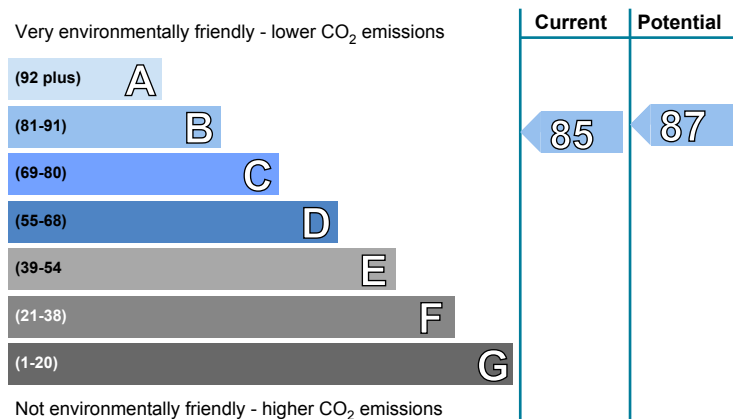 Very environmentally friendly - lower CO₂ emissions
Current
Potential
(92 plus) A
(81-91) B
85
87
(69-80) C
(55-68) D
(39-54 E
(21-38) F
(1-20) G
Not environmentally friendly - higher CO₂ emissions